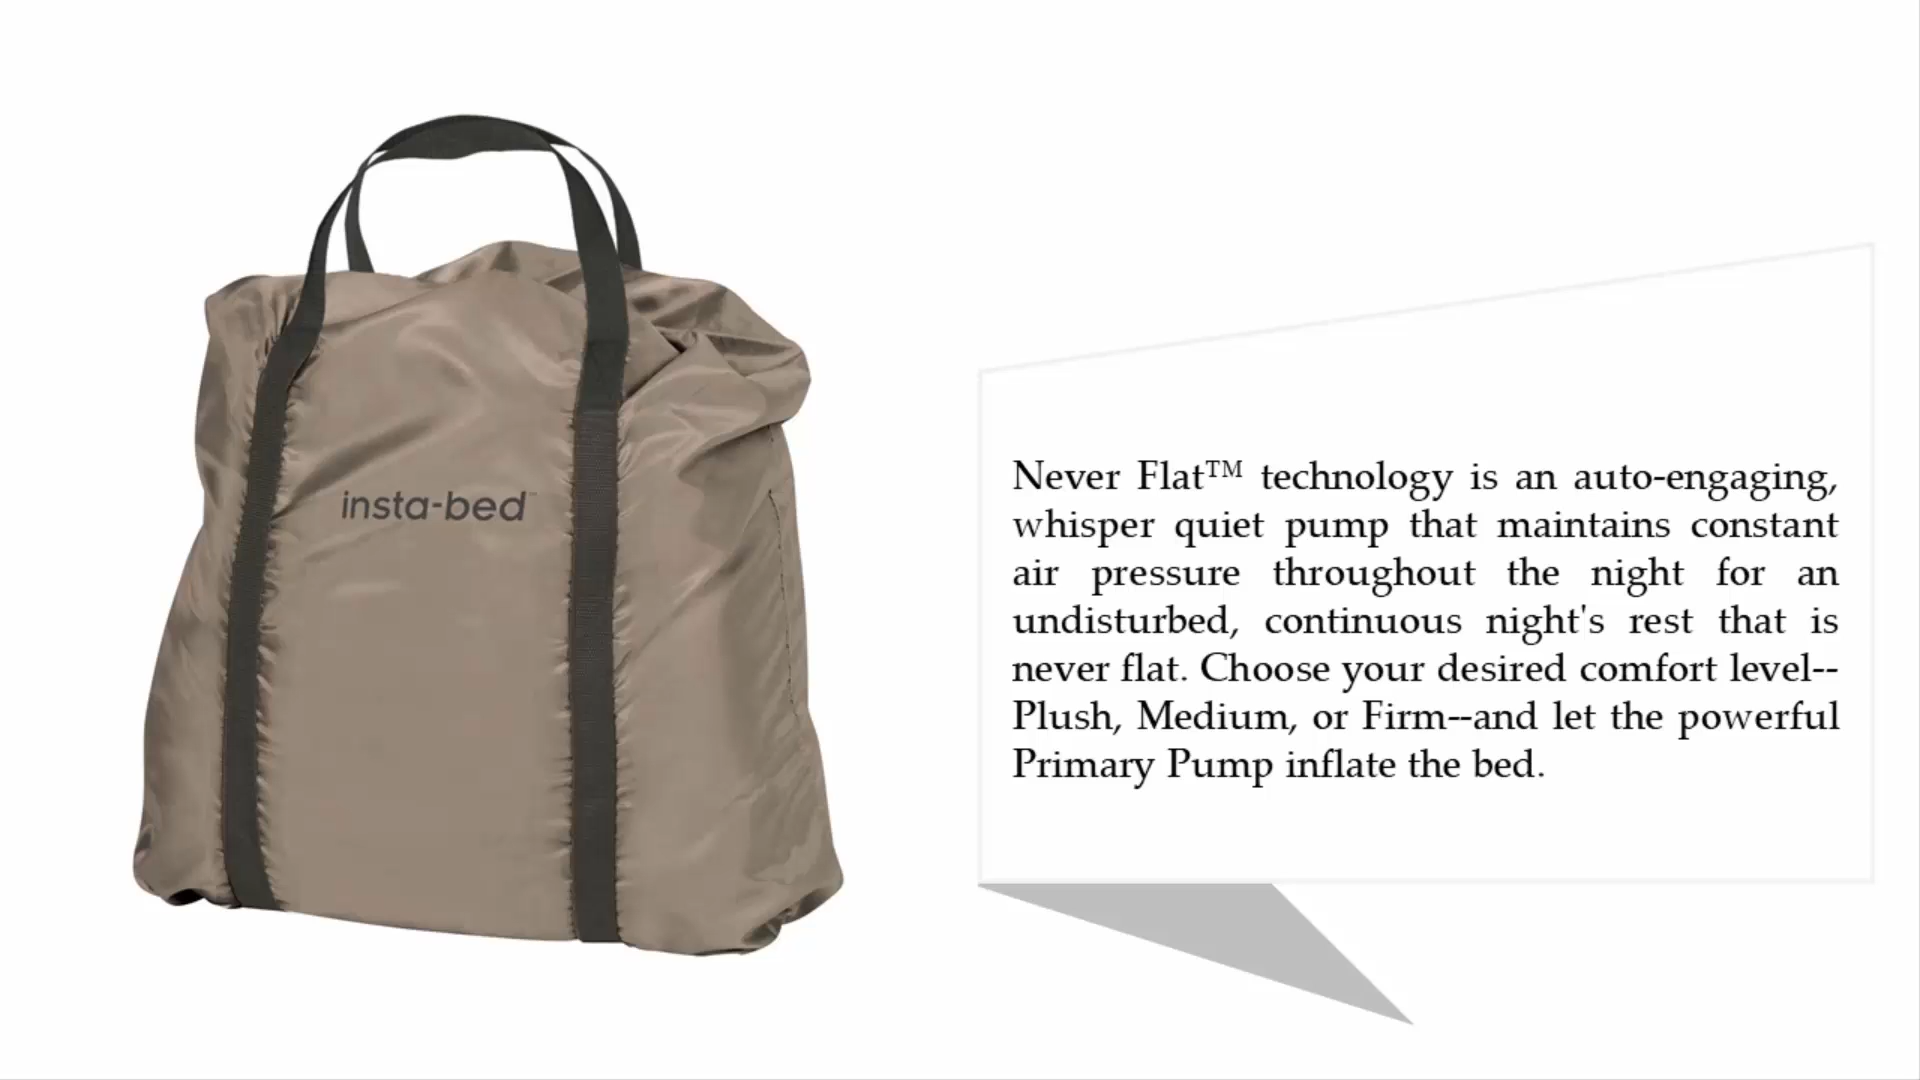 insta-bed™
Never Flat™ technology is an auto-engaging,
whisper quiet pump that maintains constant
air pressure throughout the night for an
undisturbed, continuous night's rest that is
never flat. Choose your desired comfort level--
Plush, Medium, or Firm--and let the powerful
Primary Pump inflate the bed.